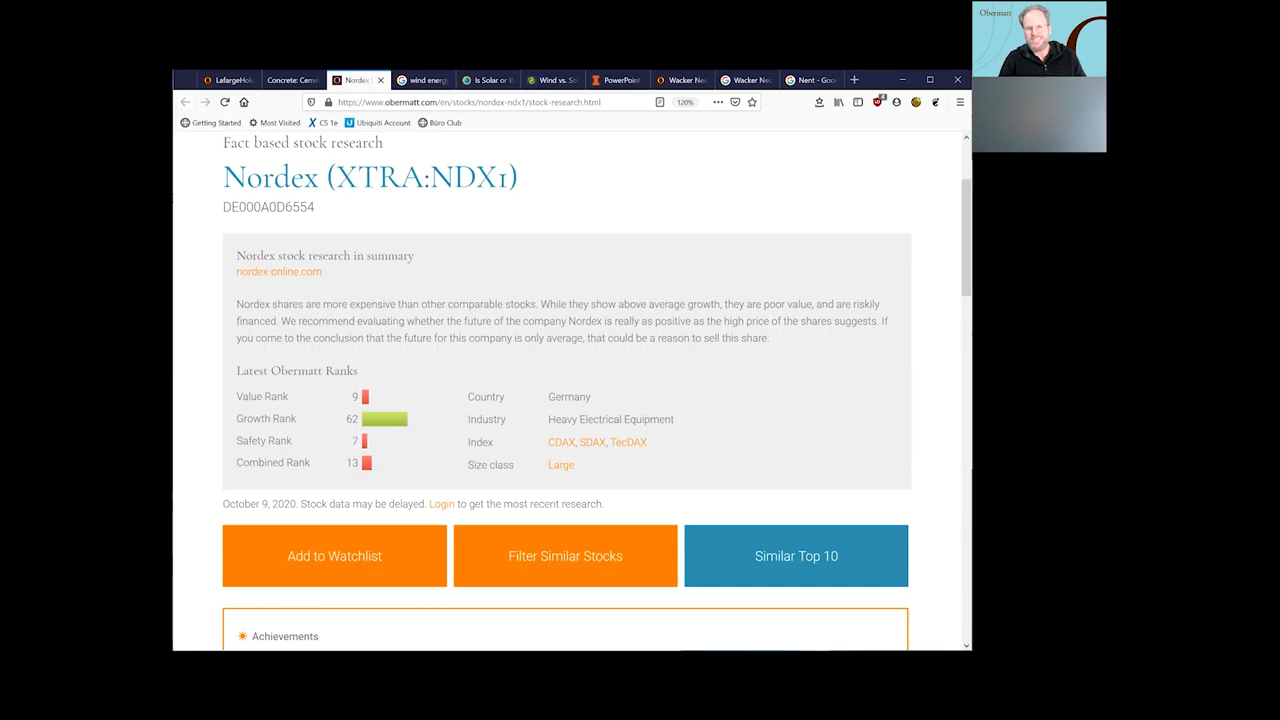 Obermatt
LafargeHol
Concrete: Ceme
Nordex
wind energ
Is Solar or W
Wind vs. So
PowerPoint
Wacker Neu
Wacker Neu
Nent - Goo
https://www.obermatt.com/en/stocks/nordex-ndx1/stock-research.html
120%
Getting Started
Most Visited
CS 1e
Ubiquiti Account
Büro Club
Fact based stock research
Nordex (XTRA:NDX1)
DE000A0D6554
Nordex stock research in summary
nordex-online.com
Nordex shares are more expensive than other comparable stocks. While they show above average growth, they are poor value, and are riskily
financed. We recommend evaluating whether the future of the company Nordex is really as positive as the high price of the shares suggests. If
you come to the conclusion that the future for this company is only average, that could be a reason to sell this share.
Latest Obermatt Ranks
Value Rank 9
Growth Rank 62
Safety Rank 7
Combined Rank 13
Country Germany
Industry Heavy Electrical Equipment
Index CDAX, SDAX, TecDAX
Size class Large
October 9, 2020. Stock data may be delayed. Login to get the most recent research.
Add to Watchlist
Filter Similar Stocks
Similar Top 10
Achievements